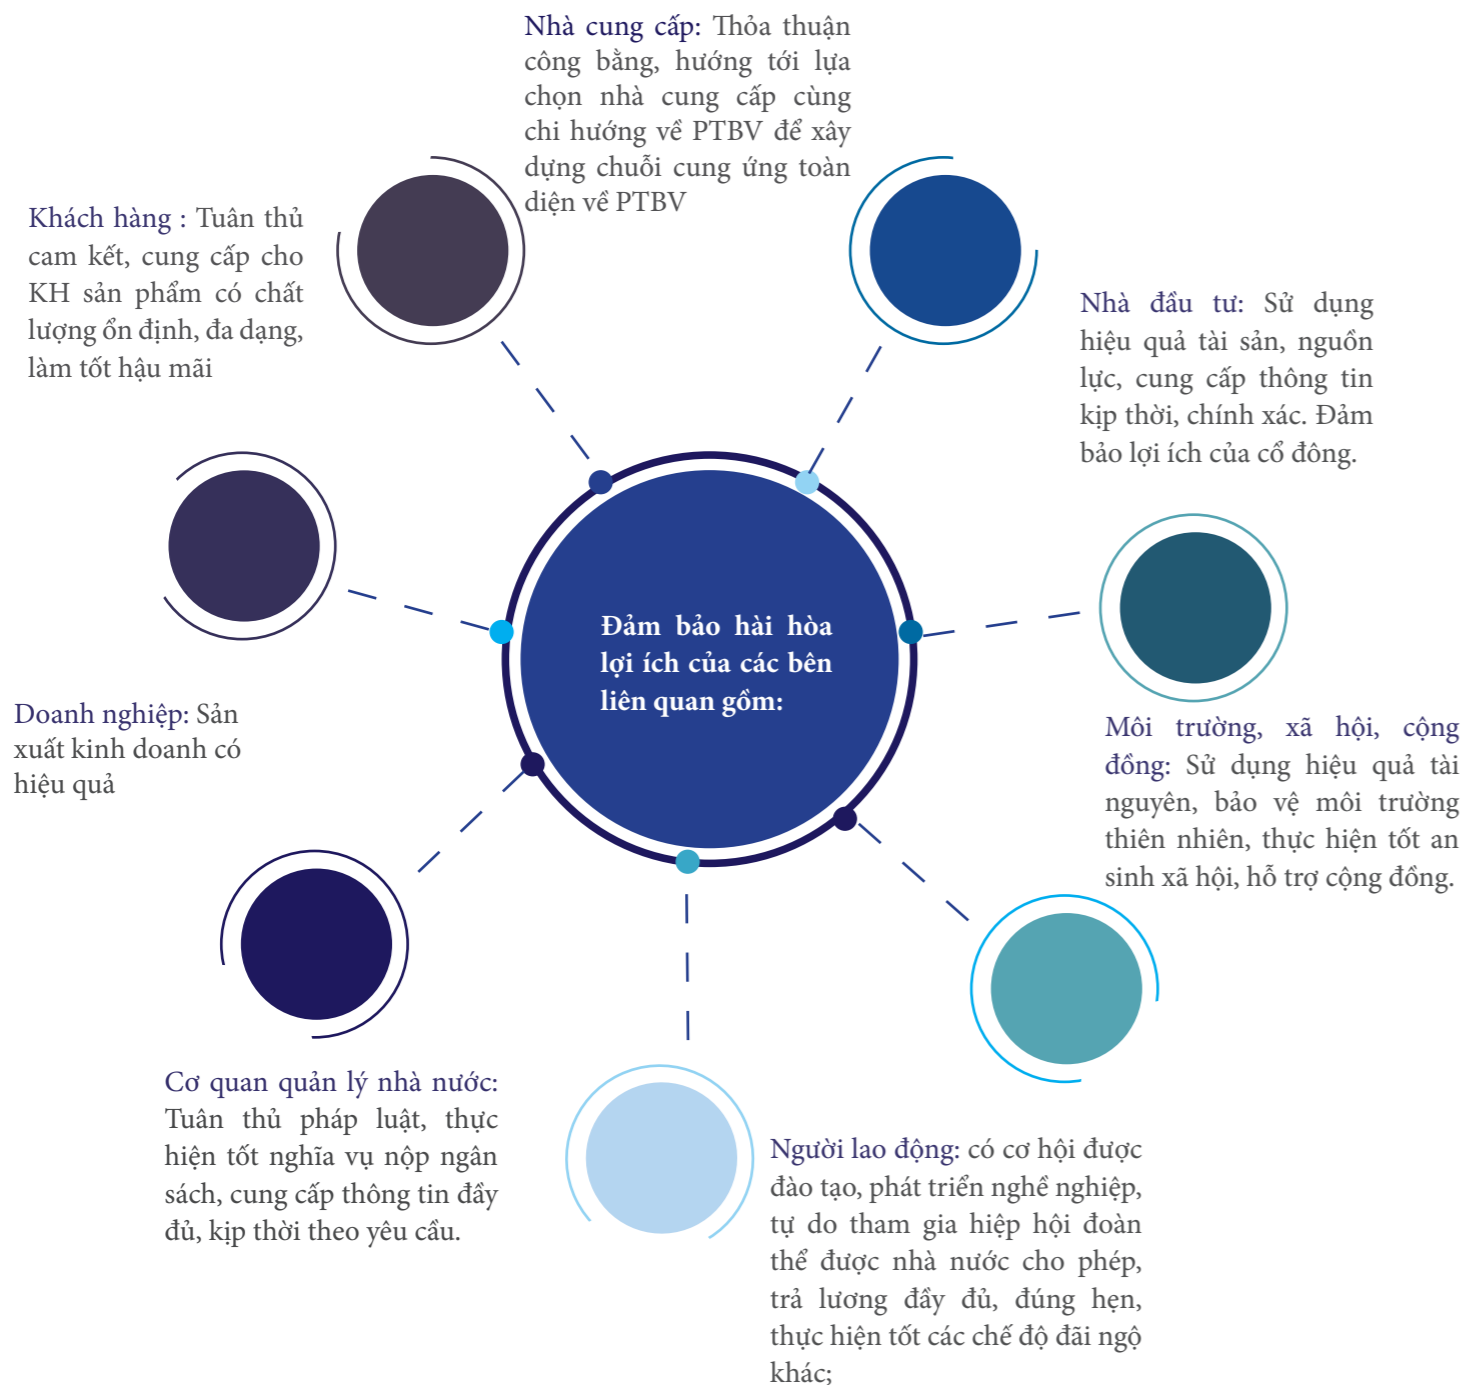 Nhà cung cấp: Thỏa thuận
công bằng, hướng tới lựa
chọn nhà cung cấp cùng
chi hướng về PTBV để xây
dựng chuỗi cung ứng toàn
diện về PTBV
Khách hàng : Tuân thủ
cam kết, cung cấp cho
KH sản phẩm có chất
lượng ổn định, đa dạng,
làm tốt hậu mãi
Nhà đầu tư: Sử dụng
hiệu quả tài sản, nguồn
lực, cung cấp thông tin
kịp thời, chính xác. Đảm
bảo lợi ích của cổ đông.
Đảm bảo hài hòa
lợi ích của các bên
liên quan gồm:
Doanh nghiệp: Sản
xuất kinh doanh có
hiệu quả
Môi trường, xã hội, cộng
đồng: Sử dụng hiệu quả tài
nguyên, bảo vệ môi trường
thiên nhiên, thực hiện tốt an
sinh xã hội, hỗ trợ cộng đồng.
Cơ quan quản lý nhà nước:
Tuân thủ pháp luật, thực
hiện tốt nghĩa vụ nộp ngân
sách, cung cấp thông tin đầy
đủ, kịp thời theo yêu cầu.
Người lao động: có cơ hội được
đào tạo, phát triển nghề nghiệp,
tự do tham gia hiệp hội đoàn
thể được nhà nước cho phép,
trả lương đầy đủ, đúng hẹn,
thực hiện tốt các chế độ đãi ngộ
khác;